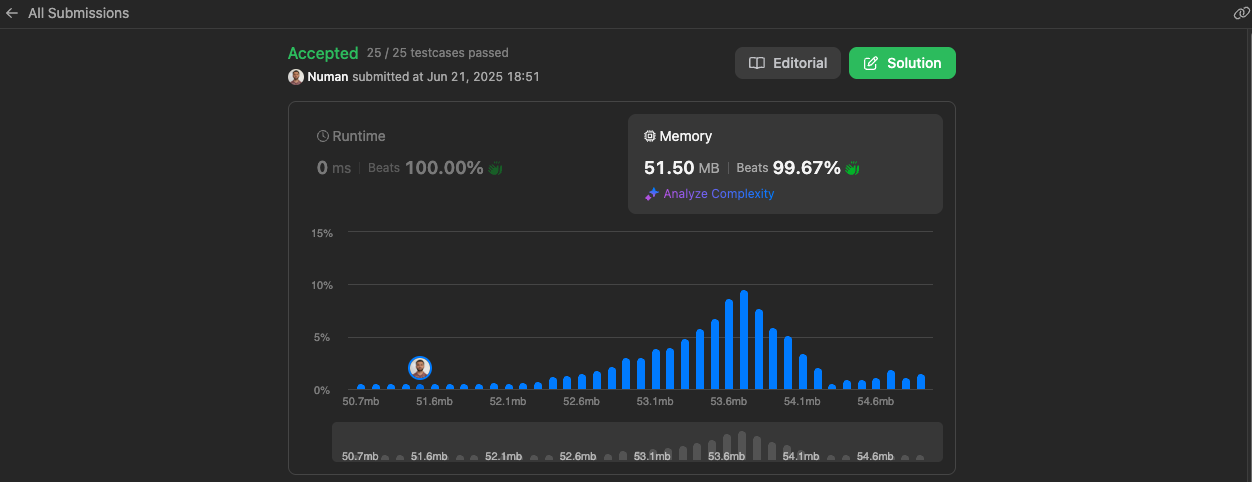 All Submissions
Accepted 25 / 25 testcases passed
Numan submitted at Jun 21, 2025 18:51
Editorial
Solution
Runtime
0 ms | Beats 100.00%
Memory
51.50 MB | Beats 99.67%
Analyze Complexity
15%
10%
5%
0%
50.7mb 51.6mb 52.1mb 52.6mb 53.1mb 53.6mb 54.1mb 54.6mb
50.7mb 51.6mb 52.1mb 52.6mb 53.1mb 53.6mb 54.1mb 54.6mb